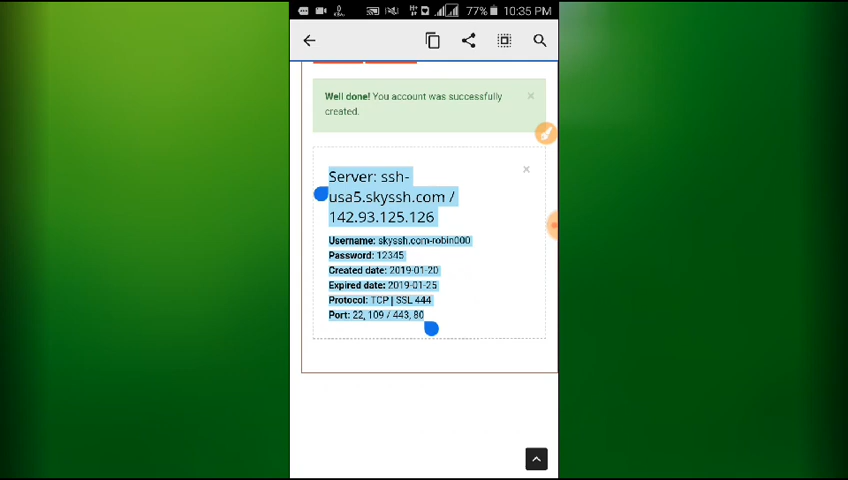 77% 10:35 PM
Well done! You account was successfully
created.
Server: ssh-
usa5.skyssh.com /
142.93.125.126
Username: skyssh.com-robin000
Password: 12345
Created date: 2019-01-20
Expired date: 2019-01-25
Protocol: TCP | SSL 444
Port: 22, 109 / 443, 80